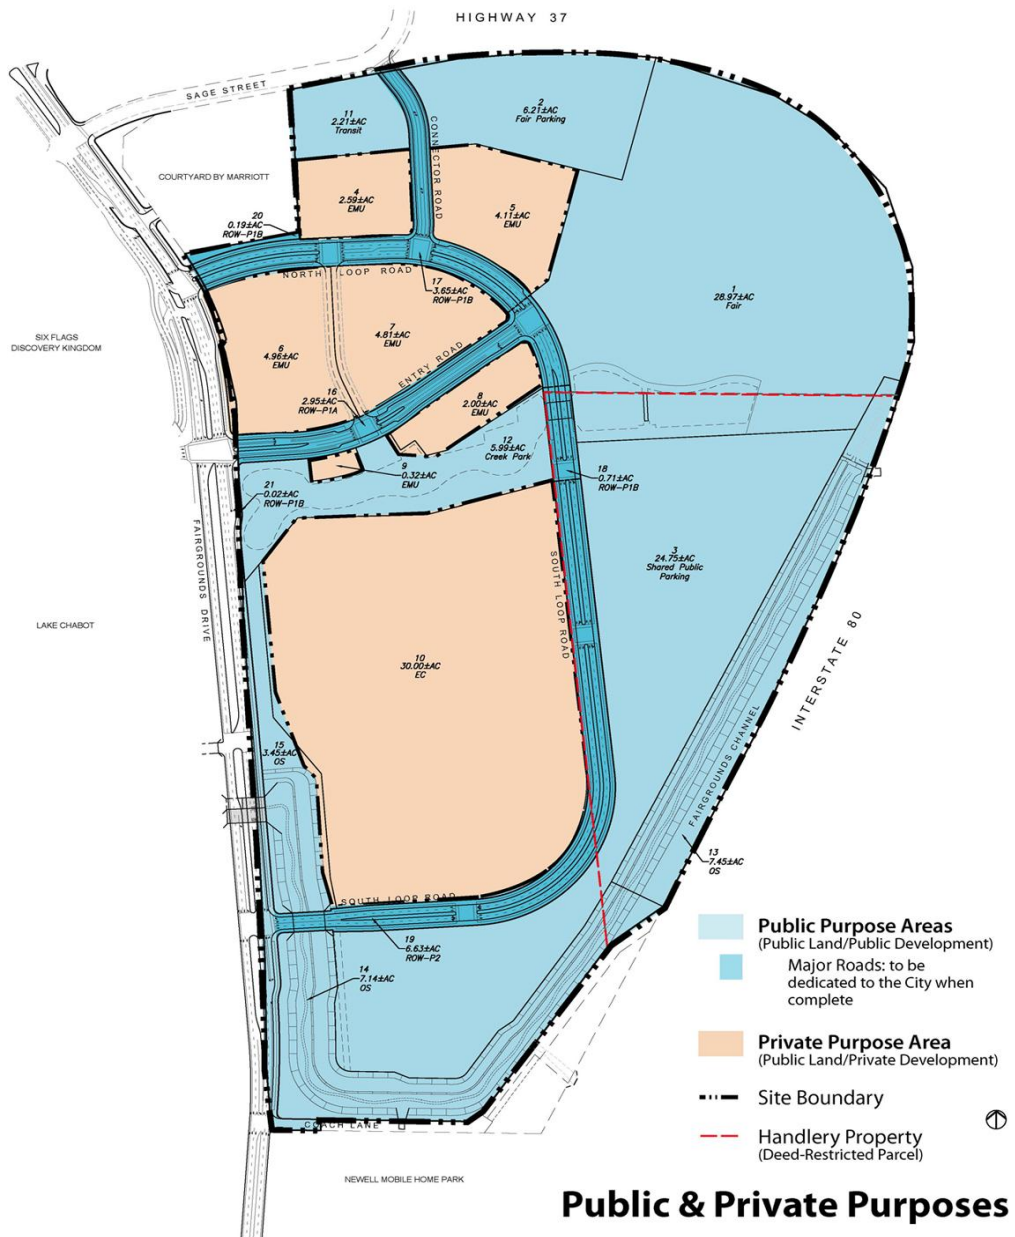 HIGHWAY 37
SAGE STREET
COURTYARD BY MARRIOTT
11
2.21±AC
Transit
2
6.21±AC
Fair Parking
CONNECTOR ROAD
4
2.59±AC
EMU
5
4.11±AC
EMU
20
0.19±AC
ROW-P1B
NORTH LOOP ROAD
17
3.65±AC
ROW-P1B
1
28.97±AC
Fair
SIX FLAGS
DISCOVERY KINGDOM
6
4.96±AC
EMU
7
4.81±AC
EMU
ENTRY ROAD
16
2.95±AC
ROW-P1A
8
2.00±AC
EMU
12
5.99±AC
Creek Park
9
0.32±AC
EMU
18
0.71±AC
ROW-P1B
21
0.02±AC
ROW-P1B
FAIRGROUNDS DRIVE
SOUTH LOOP ROAD
3
24.75±AC
Shared Public
Parking
LAKE CHABOT
10
30.00±AC
EC
INTERSTATE 80
FAIRGROUNDS CHANNEL
15
3.45±AC
OS
13
7.45±AC
OS
SOUTH LOOP ROAD
19
6.63±AC
ROW-P2
14
7.14±AC
OS
COACH LANE
NEWELL MOBILE HOME PARK
Public Purpose Areas
(Public Land/Public Development)
Major Roads: to be
dedicated to the City when
complete
Private Purpose Area
(Public Land/Private Development)
Site Boundary
Handlery Property
(Deed-Restricted Parcel)
Public & Private Purposes